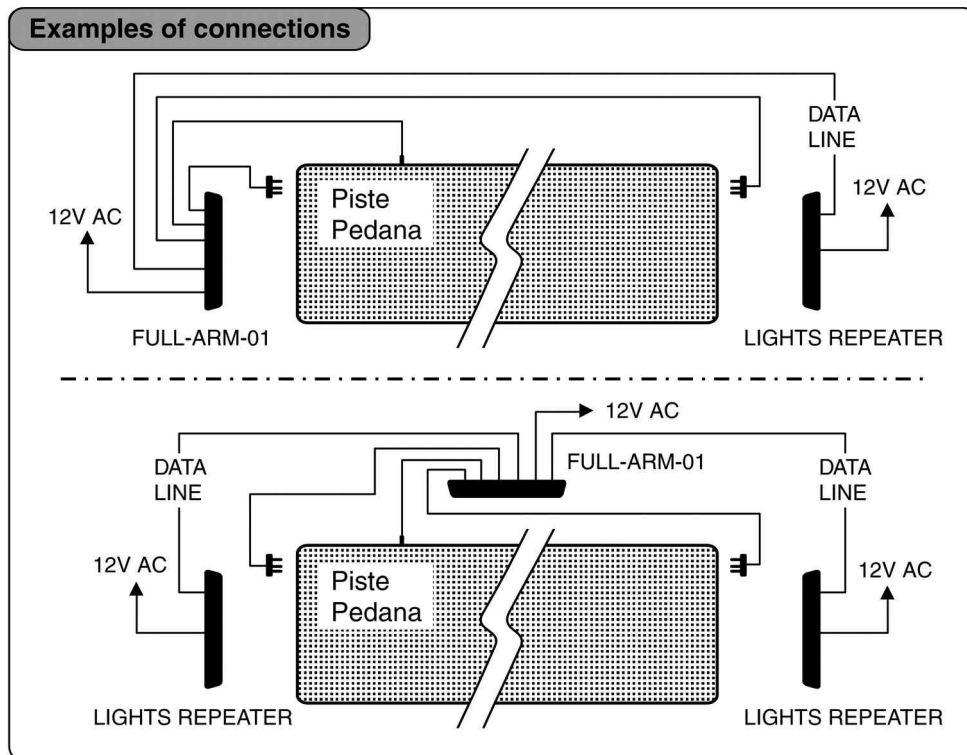 Examples of connections
DATA
LINE
Piste
Pedana
12V AC
12V AC
FULL-ARM-01
LIGHTS REPEATER
12V AC
FULL-ARM-01
DATA
LINE
DATA
LINE
12V AC
Piste
Pedana
12V AC
LIGHTS REPEATER
LIGHTS REPEATER